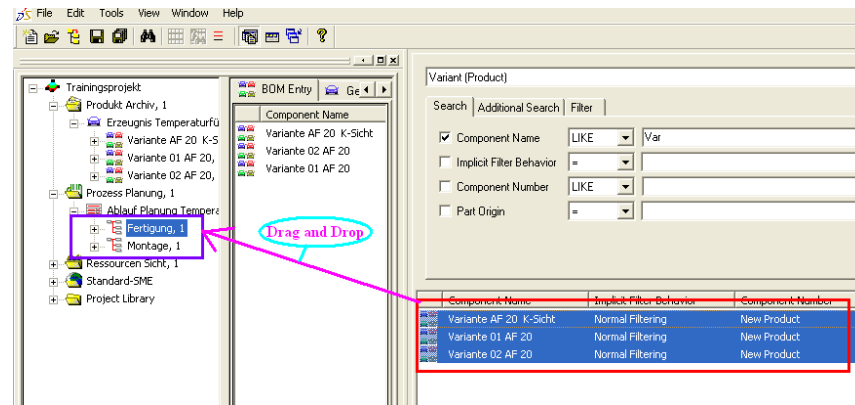 File Edit Tools View Window Help
Trainingsprojekt
Produkt Archiv, 1
Erzeugnis Temperaturfü
Variante AF 20 K-S
Variante 01 AF 20,
Variante 02 AF 20,
Prozess Planung, 1
Ablauf Planung Tempera
Fertigung, 1
Montage, 1
Ressourcen Sicht, 1
Standard-SME
Project Library
BOM Entry Ge
Component Name
Variante AF 20 K-Sicht
Variante 02 AF 20
Variante 01 AF 20
Drag and Drop
Variant (Product)
Search Additional Search Filter
Component Name LIKE Var
Implicit Filter Behavior =
Component Number LIKE
Part Origin =
Component Name Implicit Filter Behavior Component Number
Variante AF 20 K-Sicht Normal Filtering New Product
Variante 01 AF 20 Normal Filtering New Product
Variante 02 AF 20 Normal Filtering New Product